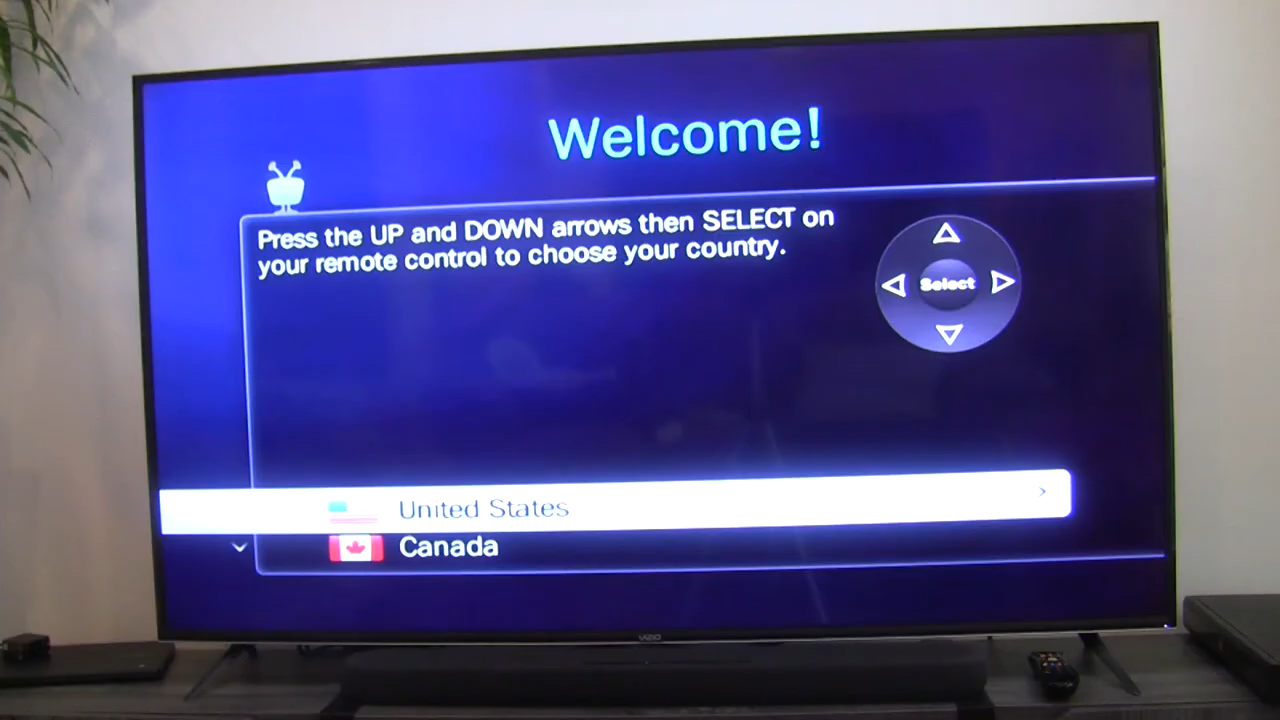 Welcome!
Press the UP and DOWN arrows then SELECT on
your remote control to choose your country.
Select
United States
Canada
VIZIO